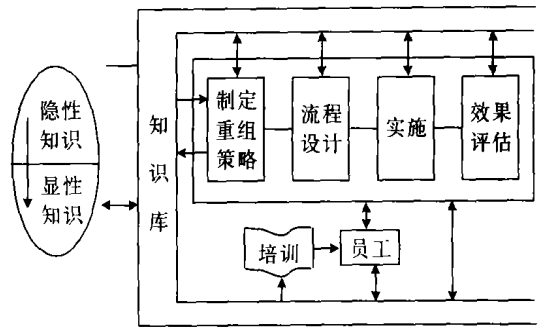 隐性
知识
显性
知识
知
识
库
制定
重组
策略
流程
设计
实施
效果
评估
培训
员工